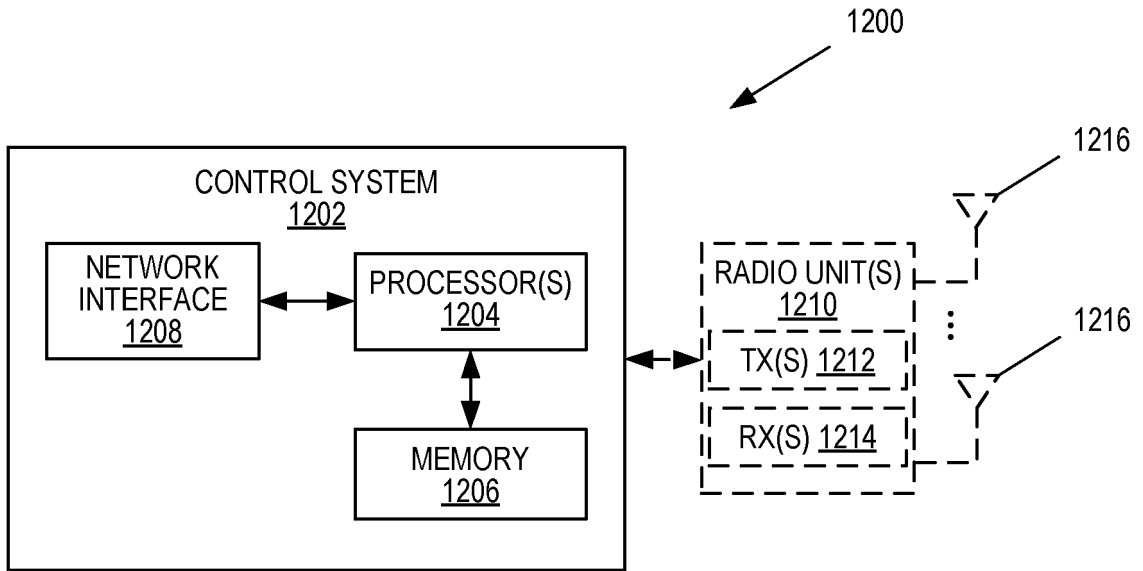 1200
1216
CONTROL SYSTEM
1202
NETWORK
INTERFACE
1208
PROCESSOR(S)
1204
MEMORY
1206
RADIO UNIT(S)
1210
TX(S) 1212
RX(S) 1214
1216